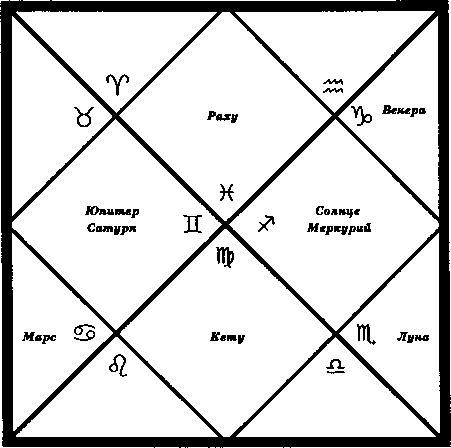 ♈
♒
♉
Раху
♑
Венера
♓
Юпитер
Сатурн
♊
♐
Солнце
Меркурий
♍
Марс
♋
Кету
♏
Луна
♌
♎